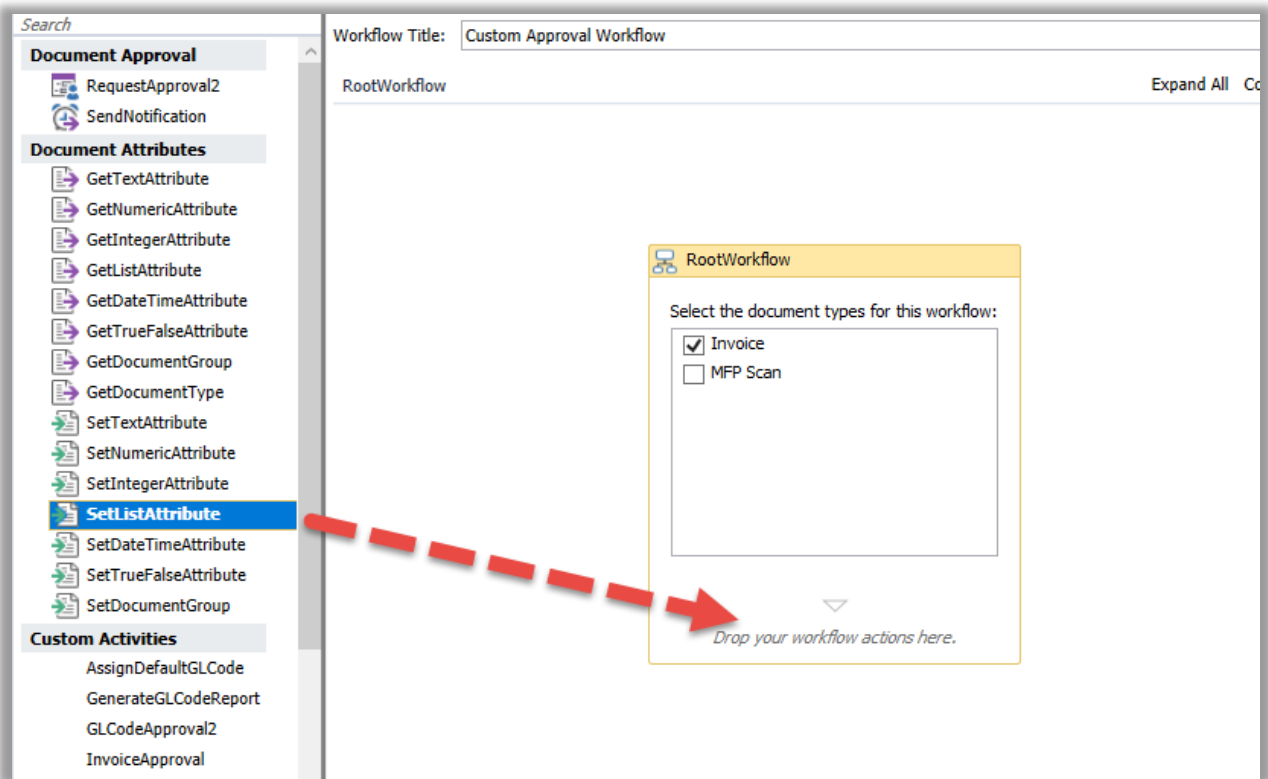 Search
Document Approval
RequestApproval2
SendNotification
Document Attributes
GetTextAttribute
GetNumericAttribute
GetIntegerAttribute
GetListAttribute
GetDateTimeAttribute
GetTrueFalseAttribute
GetDocumentGroup
GetDocumentType
SetTextAttribute
SetNumericAttribute
SetIntegerAttribute
SetListAttribute
SetDateTimeAttribute
SetTrueFalseAttribute
SetDocumentGroup
Custom Activities
AssignDefaultGLCode
GenerateGLCodeReport
GLCodeApproval2
InvoiceApproval
Workflow Title: Custom Approval Workflow
RootWorkflow Expand All Co
RootWorkflow
Select the document types for this workflow:
Invoice
MFP Scan
Drop your workflow actions here.